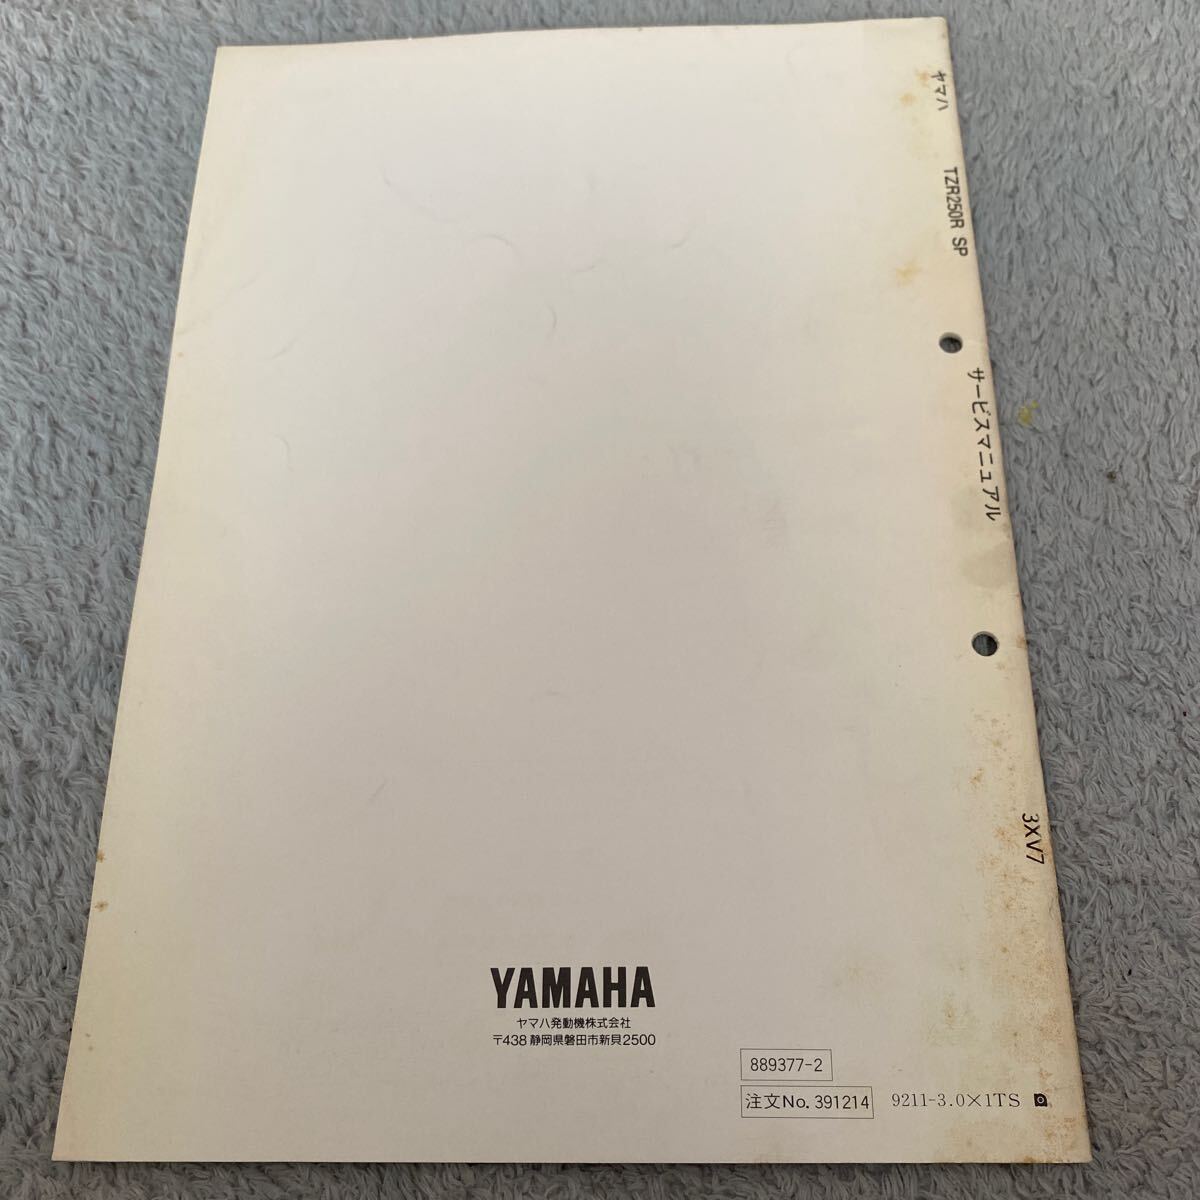 ヤマハ TZR250R SP サービスマニュアル 3XV7
YAMAHA
ヤマハ発動機株式会社
〒438 静岡県磐田市新貝2500
889377-2
注文No. 391214 9211-3.0×1TS